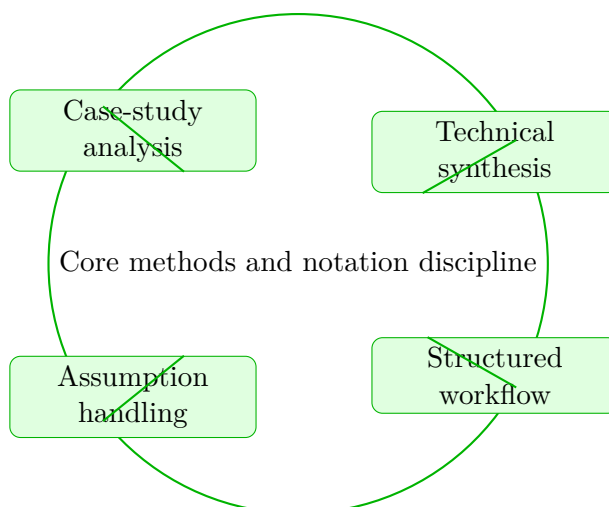 Case-study
analysis
Technical
synthesis
Core methods and notation discipline
Assumption
handling
Structured
workflow